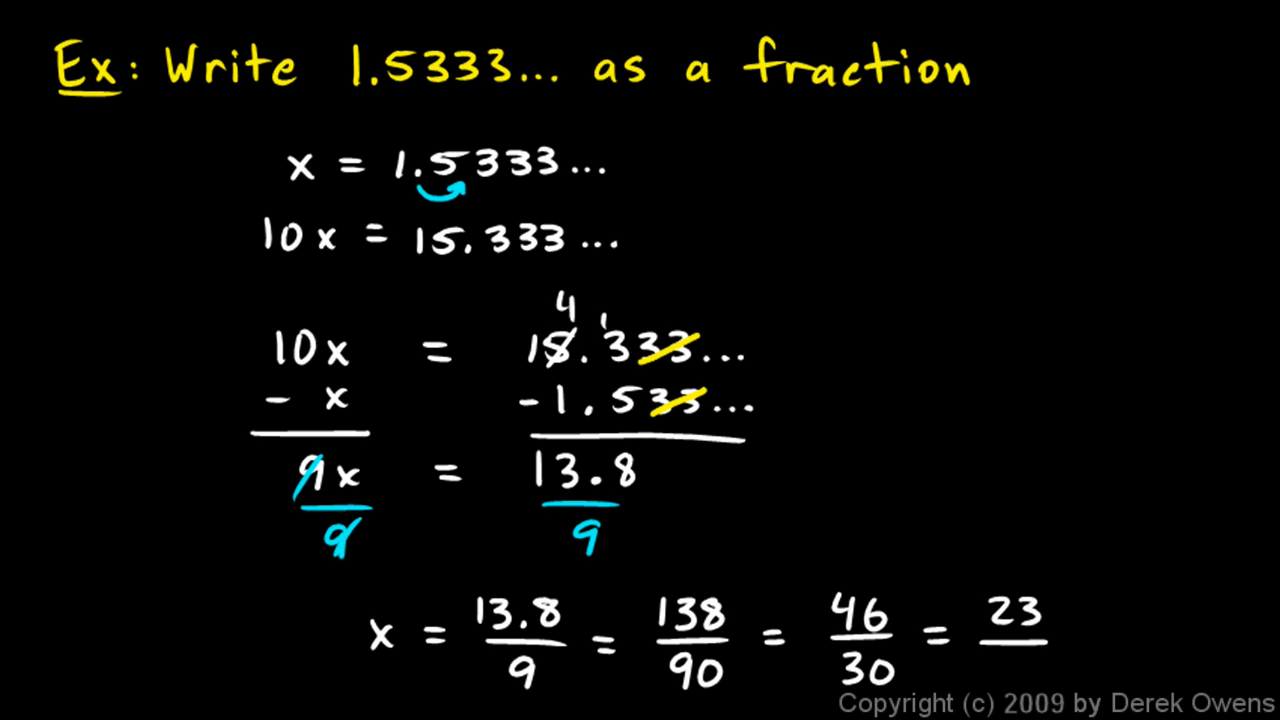 Ex: Write 1.5333... as a fraction
x = 1.5333...
10x = 15.333...
4 1
10x = 15.333...
- x - 1.533...
9x = 13.8
9 9
x = 13.8/9 = 138/90 = 46/30 = 23/
Copyright (c) 2009 by Derek Owens